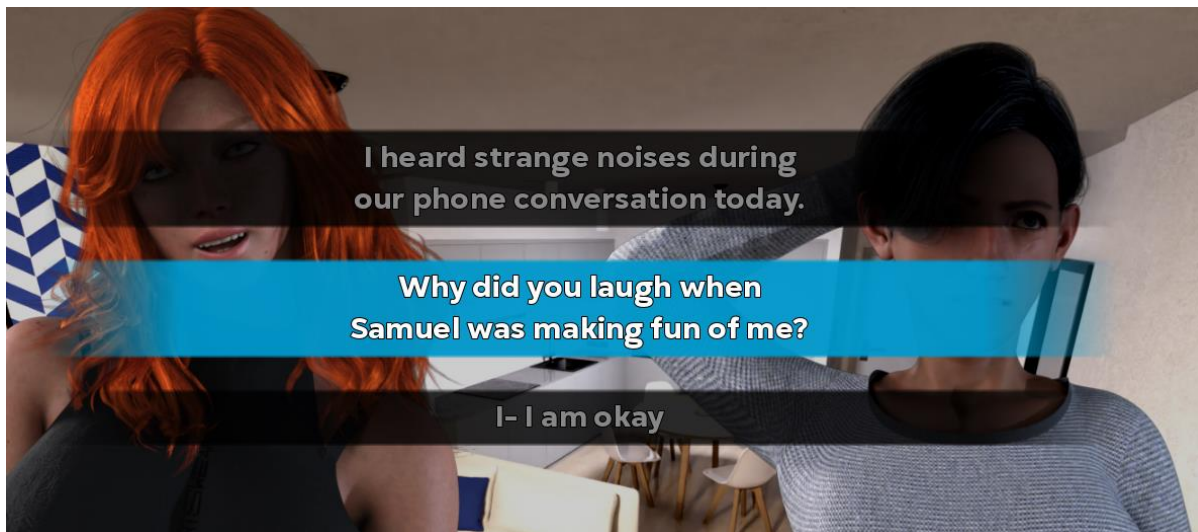 I heard strange noises during
our phone conversation today.
Why did you laugh when
Samuel was making fun of me?
I- I am okay